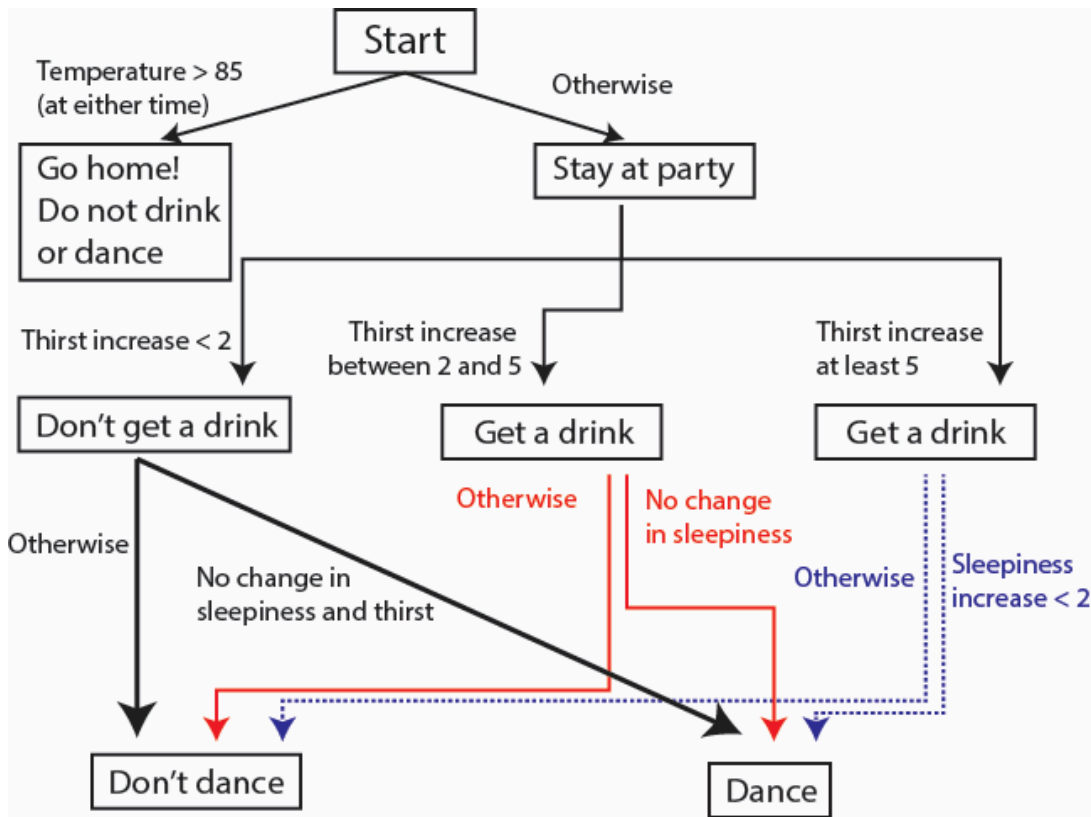 Start
Temperature > 85
(at either time)
Otherwise
Go home!
Do not drink
or dance
Stay at party
Thirst increase < 2
Thirst increase
between 2 and 5
Thirst increase
at least 5
Don't get a drink
Get a drink
Get a drink
Otherwise
No change in
sleepiness and thirst
Otherwise
No change
in sleepiness
Otherwise
Sleepiness
increase < 2
Don't dance
Dance